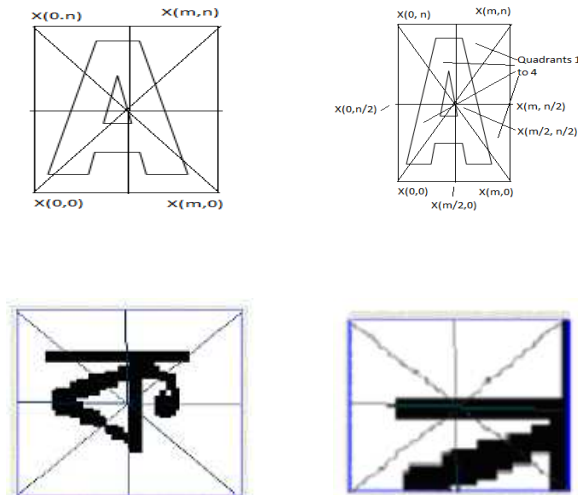 X(0.n) X(m,n)
A
X(0,0) X(m,0)
X(0, n) X(m,n)
Quadrants 1
to 4
A
X(0,n/2) X(m, n/2)
X(m/2, n/2)
X(0,0) X(m,0)
X(m/2,0)
ক